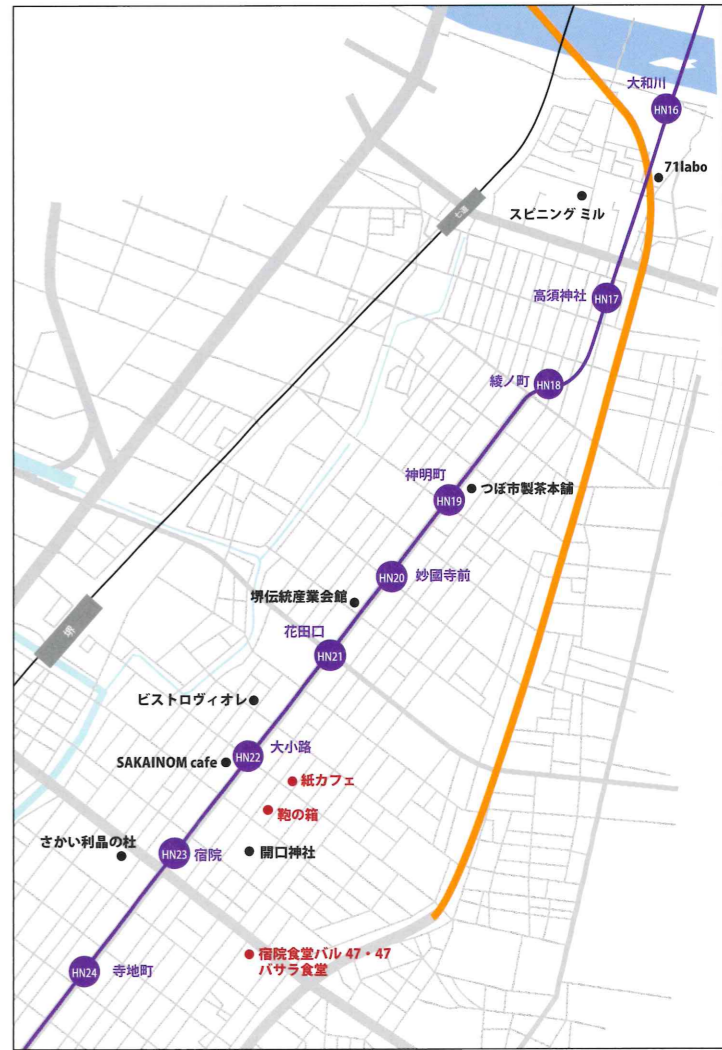 大和川
HN16
71labo
スピニング ミル
七道
高須神社
HN17
綾ノ町
HN18
神明町
HN19
つぼ市製茶本舗
HN20
妙國寺前
堺伝統産業会館
花田口
HN21
堺
ビストロヴィオレ
大小路
HN22
SAKAINOM cafe
紙カフェ
鞄の箱
さかい利晶の杜
HN23
宿院
開口神社
宿院食堂バル 47・47
バサラ食堂
HN24
寺地町